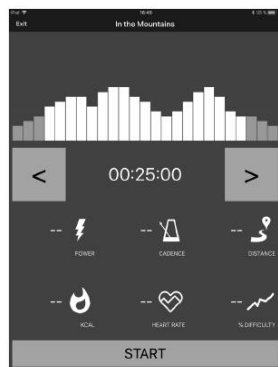 iPad 16:45
Exit In the Mountains
< 00:25:00 >
-- -- --
POWER CADENCE DISTANCE
-- -- --
KCAL HEART RATE % DIFFICULTY
START